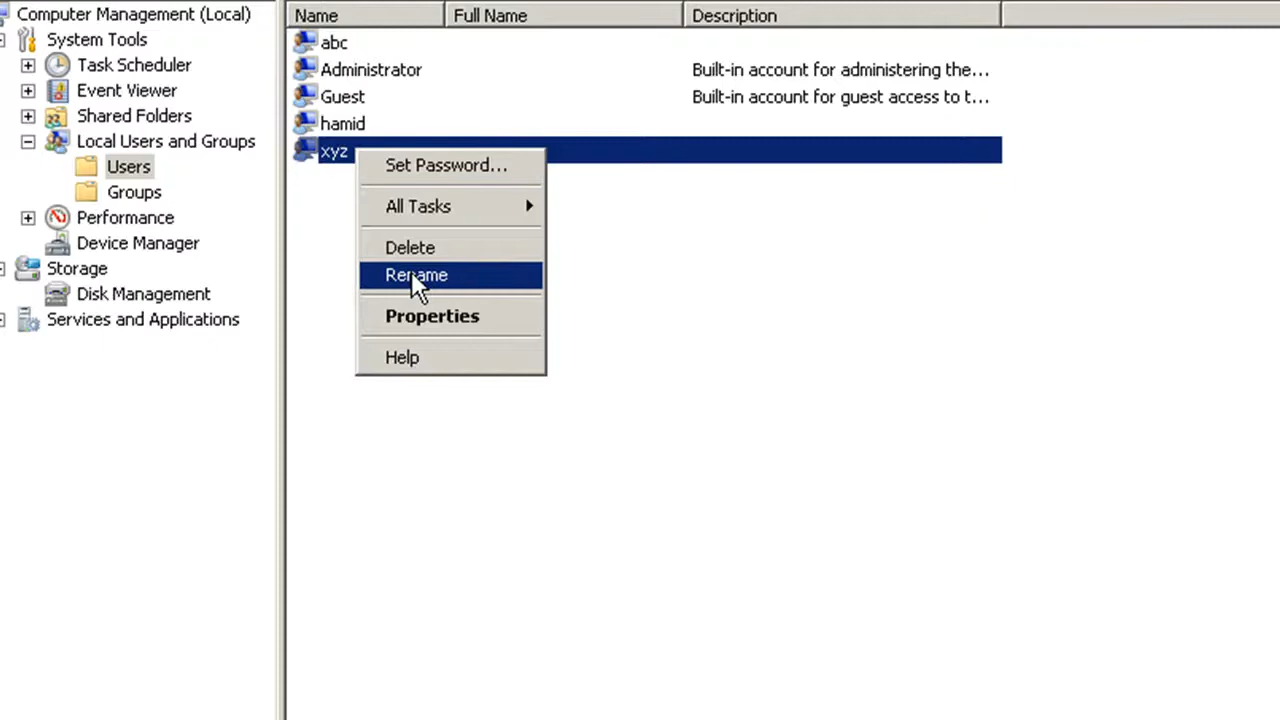 Computer Management (Local)
System Tools
Task Scheduler
Event Viewer
Shared Folders
Local Users and Groups
Users
Groups
Performance
Device Manager
Storage
Disk Management
Services and Applications
Name Full Name Description
abc
Administrator Built-in account for administering the...
Guest Built-in account for guest access to t...
hamid
xyz
Set Password...
All Tasks
Delete
Rename
Properties
Help